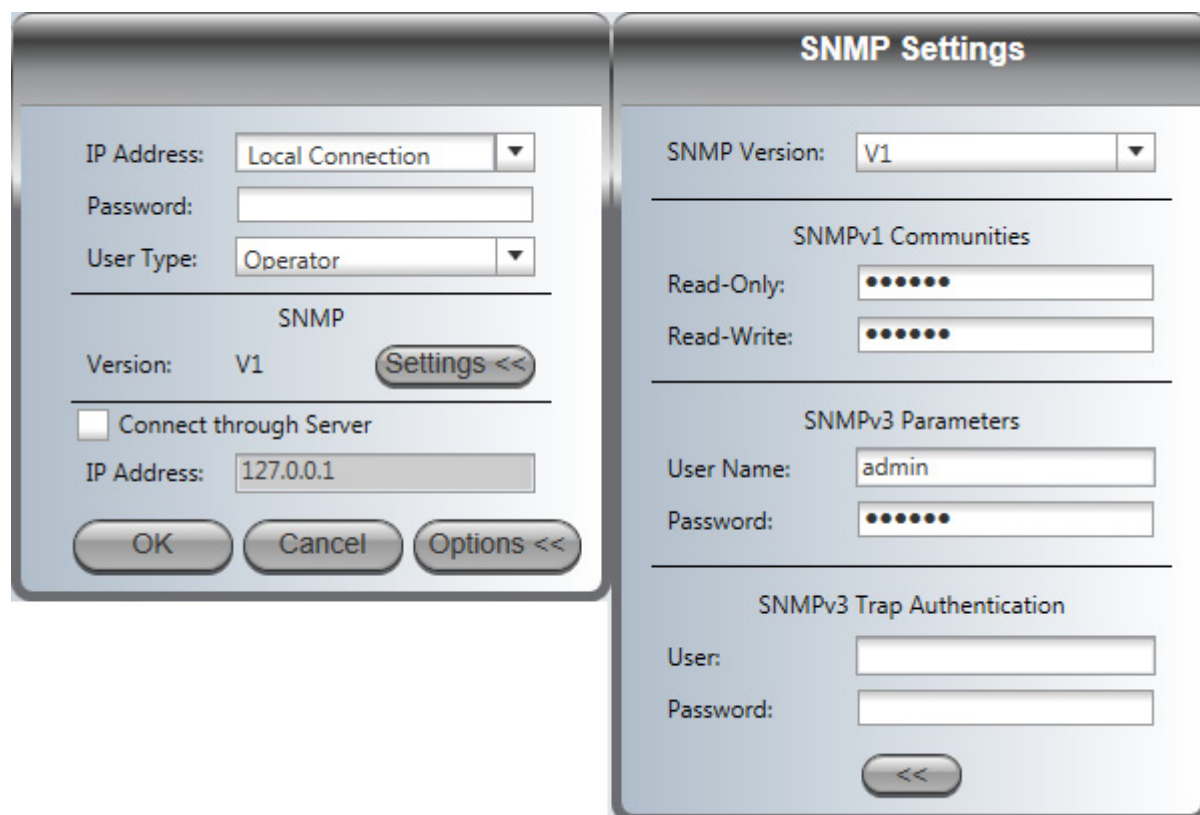 IP Address: Local Connection
Password:
User Type: Operator
SNMP
Version: V1 Settings <<
Connect through Server
IP Address: 127.0.0.1
OK Cancel Options <<
SNMP Settings
SNMP Version: V1
SNMPv1 Communities
Read-Only: ●●●●●●
Read-Write: ●●●●●●
SNMPv3 Parameters
User Name: admin
Password: ●●●●●●
SNMPv3 Trap Authentication
User:
Password:
<<